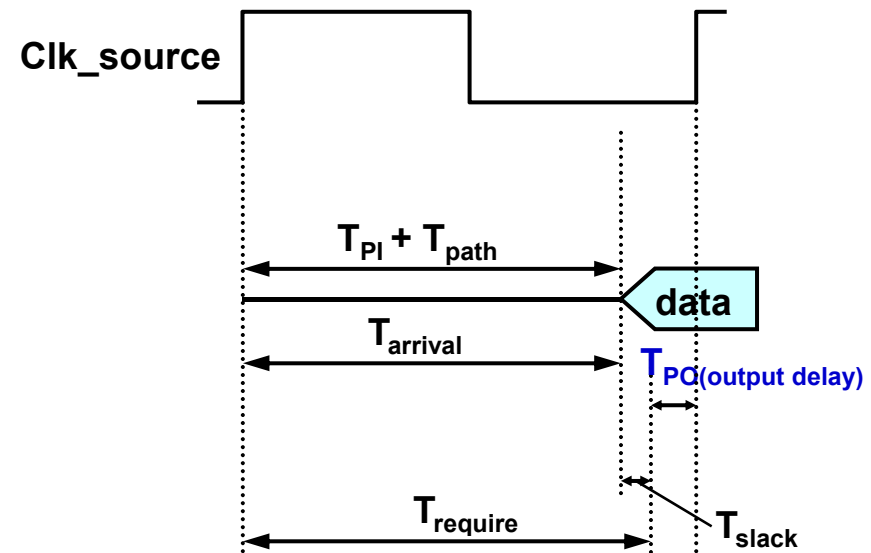 Clk_source
T_PI + T_path
data
T_arrival
T_PO(output delay)
T_require
T_slack